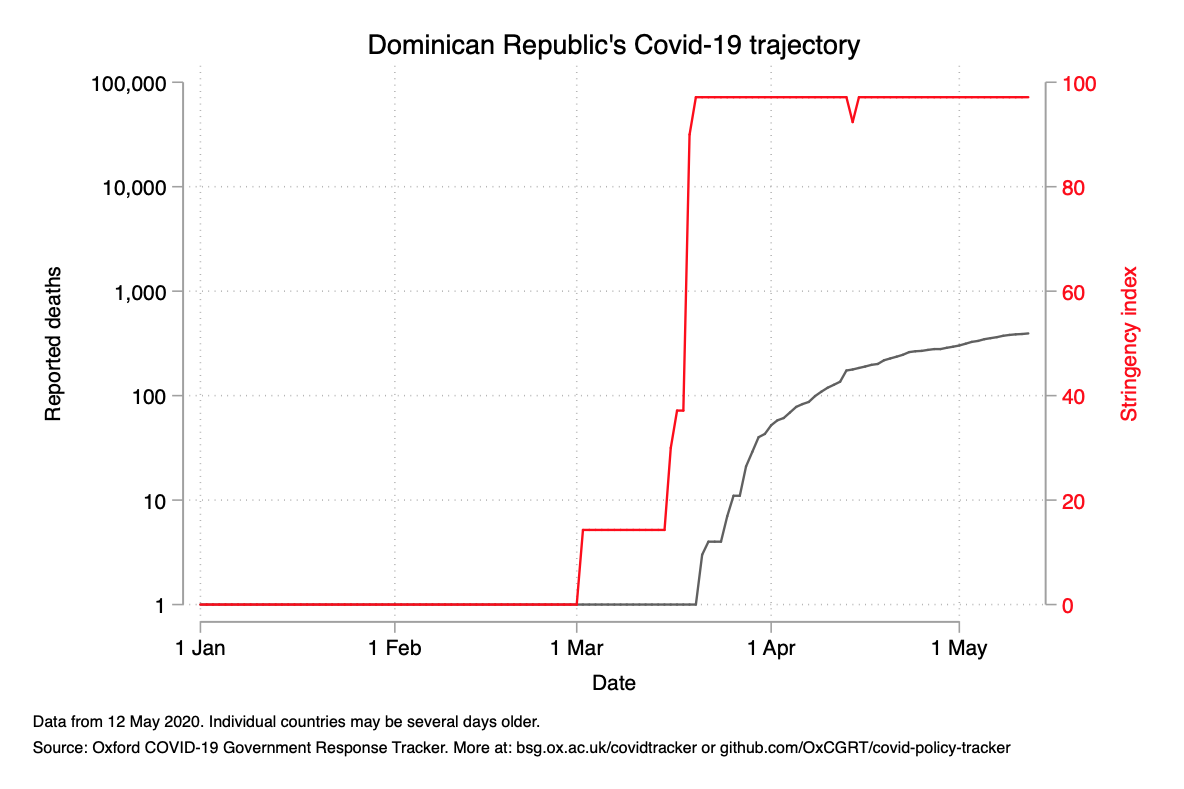 Dominican Republic's Covid-19 trajectory
100,000
10,000
1,000
100
10
1
Reported deaths
100
80
60
40
20
0
Stringency index
1 Jan
1 Feb
1 Mar
1 Apr
1 May
Date
Data from 12 May 2020. Individual countries may be several days older.
Source: Oxford COVID-19 Government Response Tracker. More at: bsg.ox.ac.uk/covidtracker or github.com/OxCGRT/covid-policy-tracker